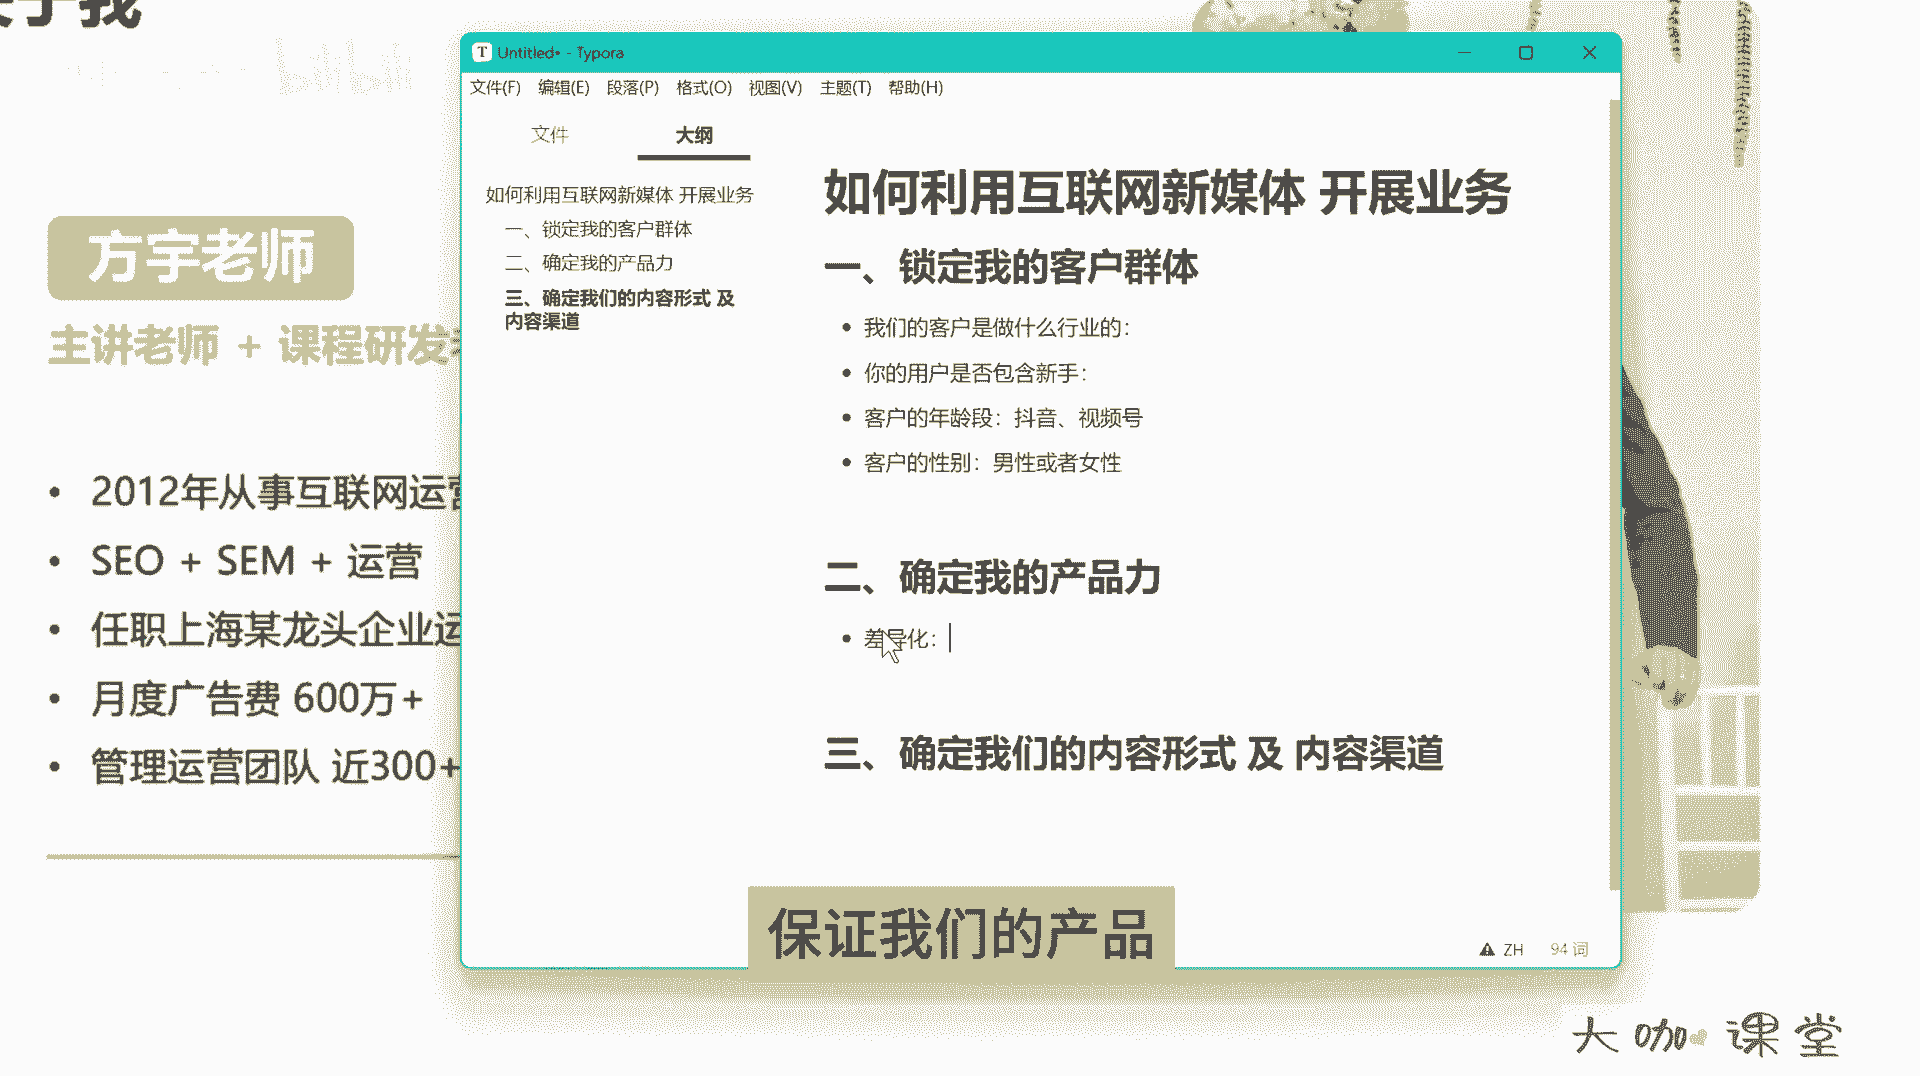 关于我
bilibili
方宇老师
主讲老师 + 课程研发
• 2012年从事互联网运营
• SEO + SEM + 运营
• 任职上海某龙头企业运
• 月度广告费 600万+
• 管理运营团队 近300+
Untitled• - Typora
文件(F) 编辑(E) 段落(P) 格式(O) 视图(V) 主题(T) 帮助(H)
文件 大纲
如何利用互联网新媒体 开展业务
一、锁定我的客户群体
二、确定我的产品力
三、确定我们的内容形式 及
内容渠道
如何利用互联网新媒体 开展业务
一、锁定我的客户群体
• 我们的客户是做什么行业的：
• 你的用户是否包含新手：
• 客户的年龄段：抖音、视频号
• 客户的性别：男性或者女性
二、确定我的产品力
• 差异化：
三、确定我们的内容形式 及 内容渠道
保证我们的产品
ZH 94 词
大咖课堂